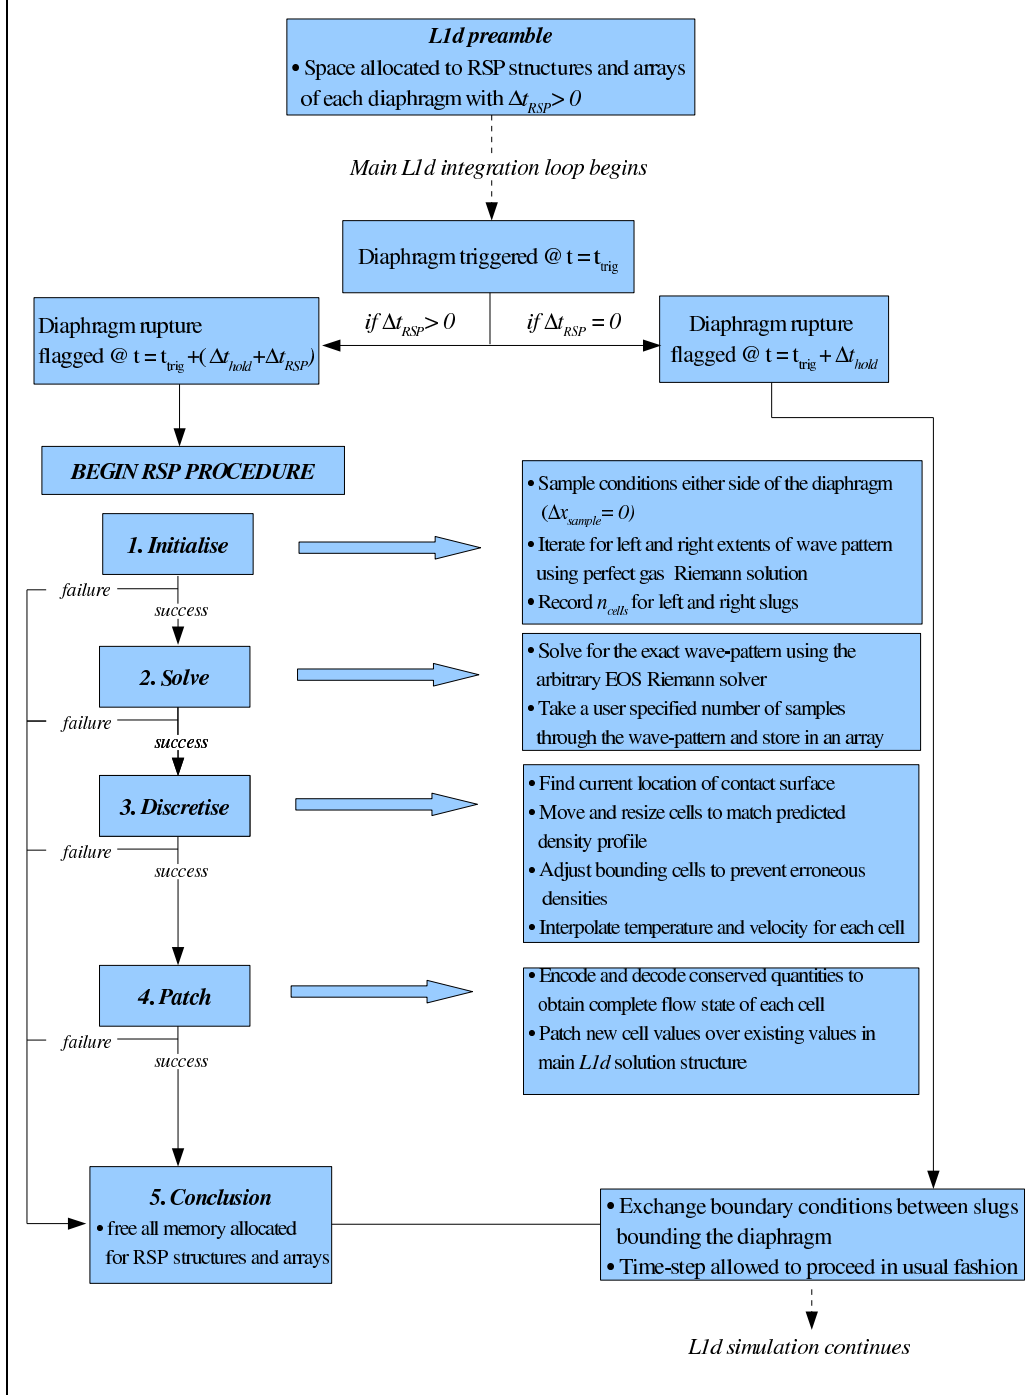 L1d preamble
• Space allocated to RSP structures and arrays
of each diaphragm with Δt_RSP > 0
Main L1d integration loop begins
Diaphragm triggered @ t = t_trig
if Δt_RSP > 0
if Δt_RSP = 0
Diaphragm rupture
flagged @ t = t_trig +( Δt_hold + Δt_RSP)
Diaphragm rupture
flagged @ t = t_trig + Δt_hold
BEGIN RSP PROCEDURE
1. Initialise
• Sample conditions either side of the diaphragm
(Δx_sample = 0)
• Iterate for left and right extents of wave pattern
using perfect gas Riemann solution
• Record n_cells for left and right slugs
failure
success
2. Solve
• Solve for the exact wave-pattern using the
arbitrary EOS Riemann solver
• Take a user specified number of samples
through the wave-pattern and store in an array
failure
success
3. Discretise
• Find current location of contact surface
• Move and resize cells to match predicted
density profile
• Adjust bounding cells to prevent erroneous
densities
• Interpolate temperature and velocity for each cell
failure
success
4. Patch
• Encode and decode conserved quantities to
obtain complete flow state of each cell
• Patch new cell values over existing values in
main L1d solution structure
failure
success
5. Conclusion
• free all memory allocated
for RSP structures and arrays
• Exchange boundary conditions between slugs
bounding the diaphragm
• Time-step allowed to proceed in usual fashion
L1d simulation continues